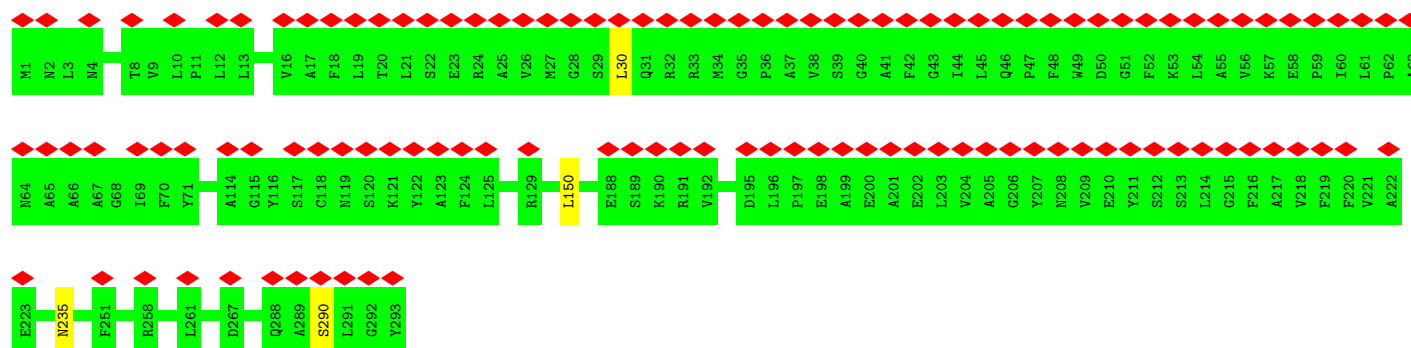 M1 N2 L3 N4 T8 V9 L10 P11 L12 L13 V16 A17 F18 L19 T20 L21 S22 E23 R24 A25 V26 M27 G28 S29 L30 Q31 R32 R33 M34 G35 P36 A37 V38 S39 G40 A41 F42 G43 I44 L45 Q46 P47 F48 W49 D50 G51 F52 K53 L54 A55 V56 K57 E58 P59 I60 L61 P62
N64 A65 A66 A67 G68 I69 F70 Y71 A114 G115 Y116 S117 C118 N119 S120 K121 Y122 A123 F124 L125 R129 L150 E188 S189 K190 R191 V192 D195 L196 P197 E198 A199 E200 A201 E202 L203 V204 A205 G206 Y207 N208 V209 E210 Y211 S212 S213 L214 G215 F216 A217 V218 F219 F220 V221 A222
E223 N235 F251 R258 L261 D267 Q288 A289 S290 L291 G292 Y293